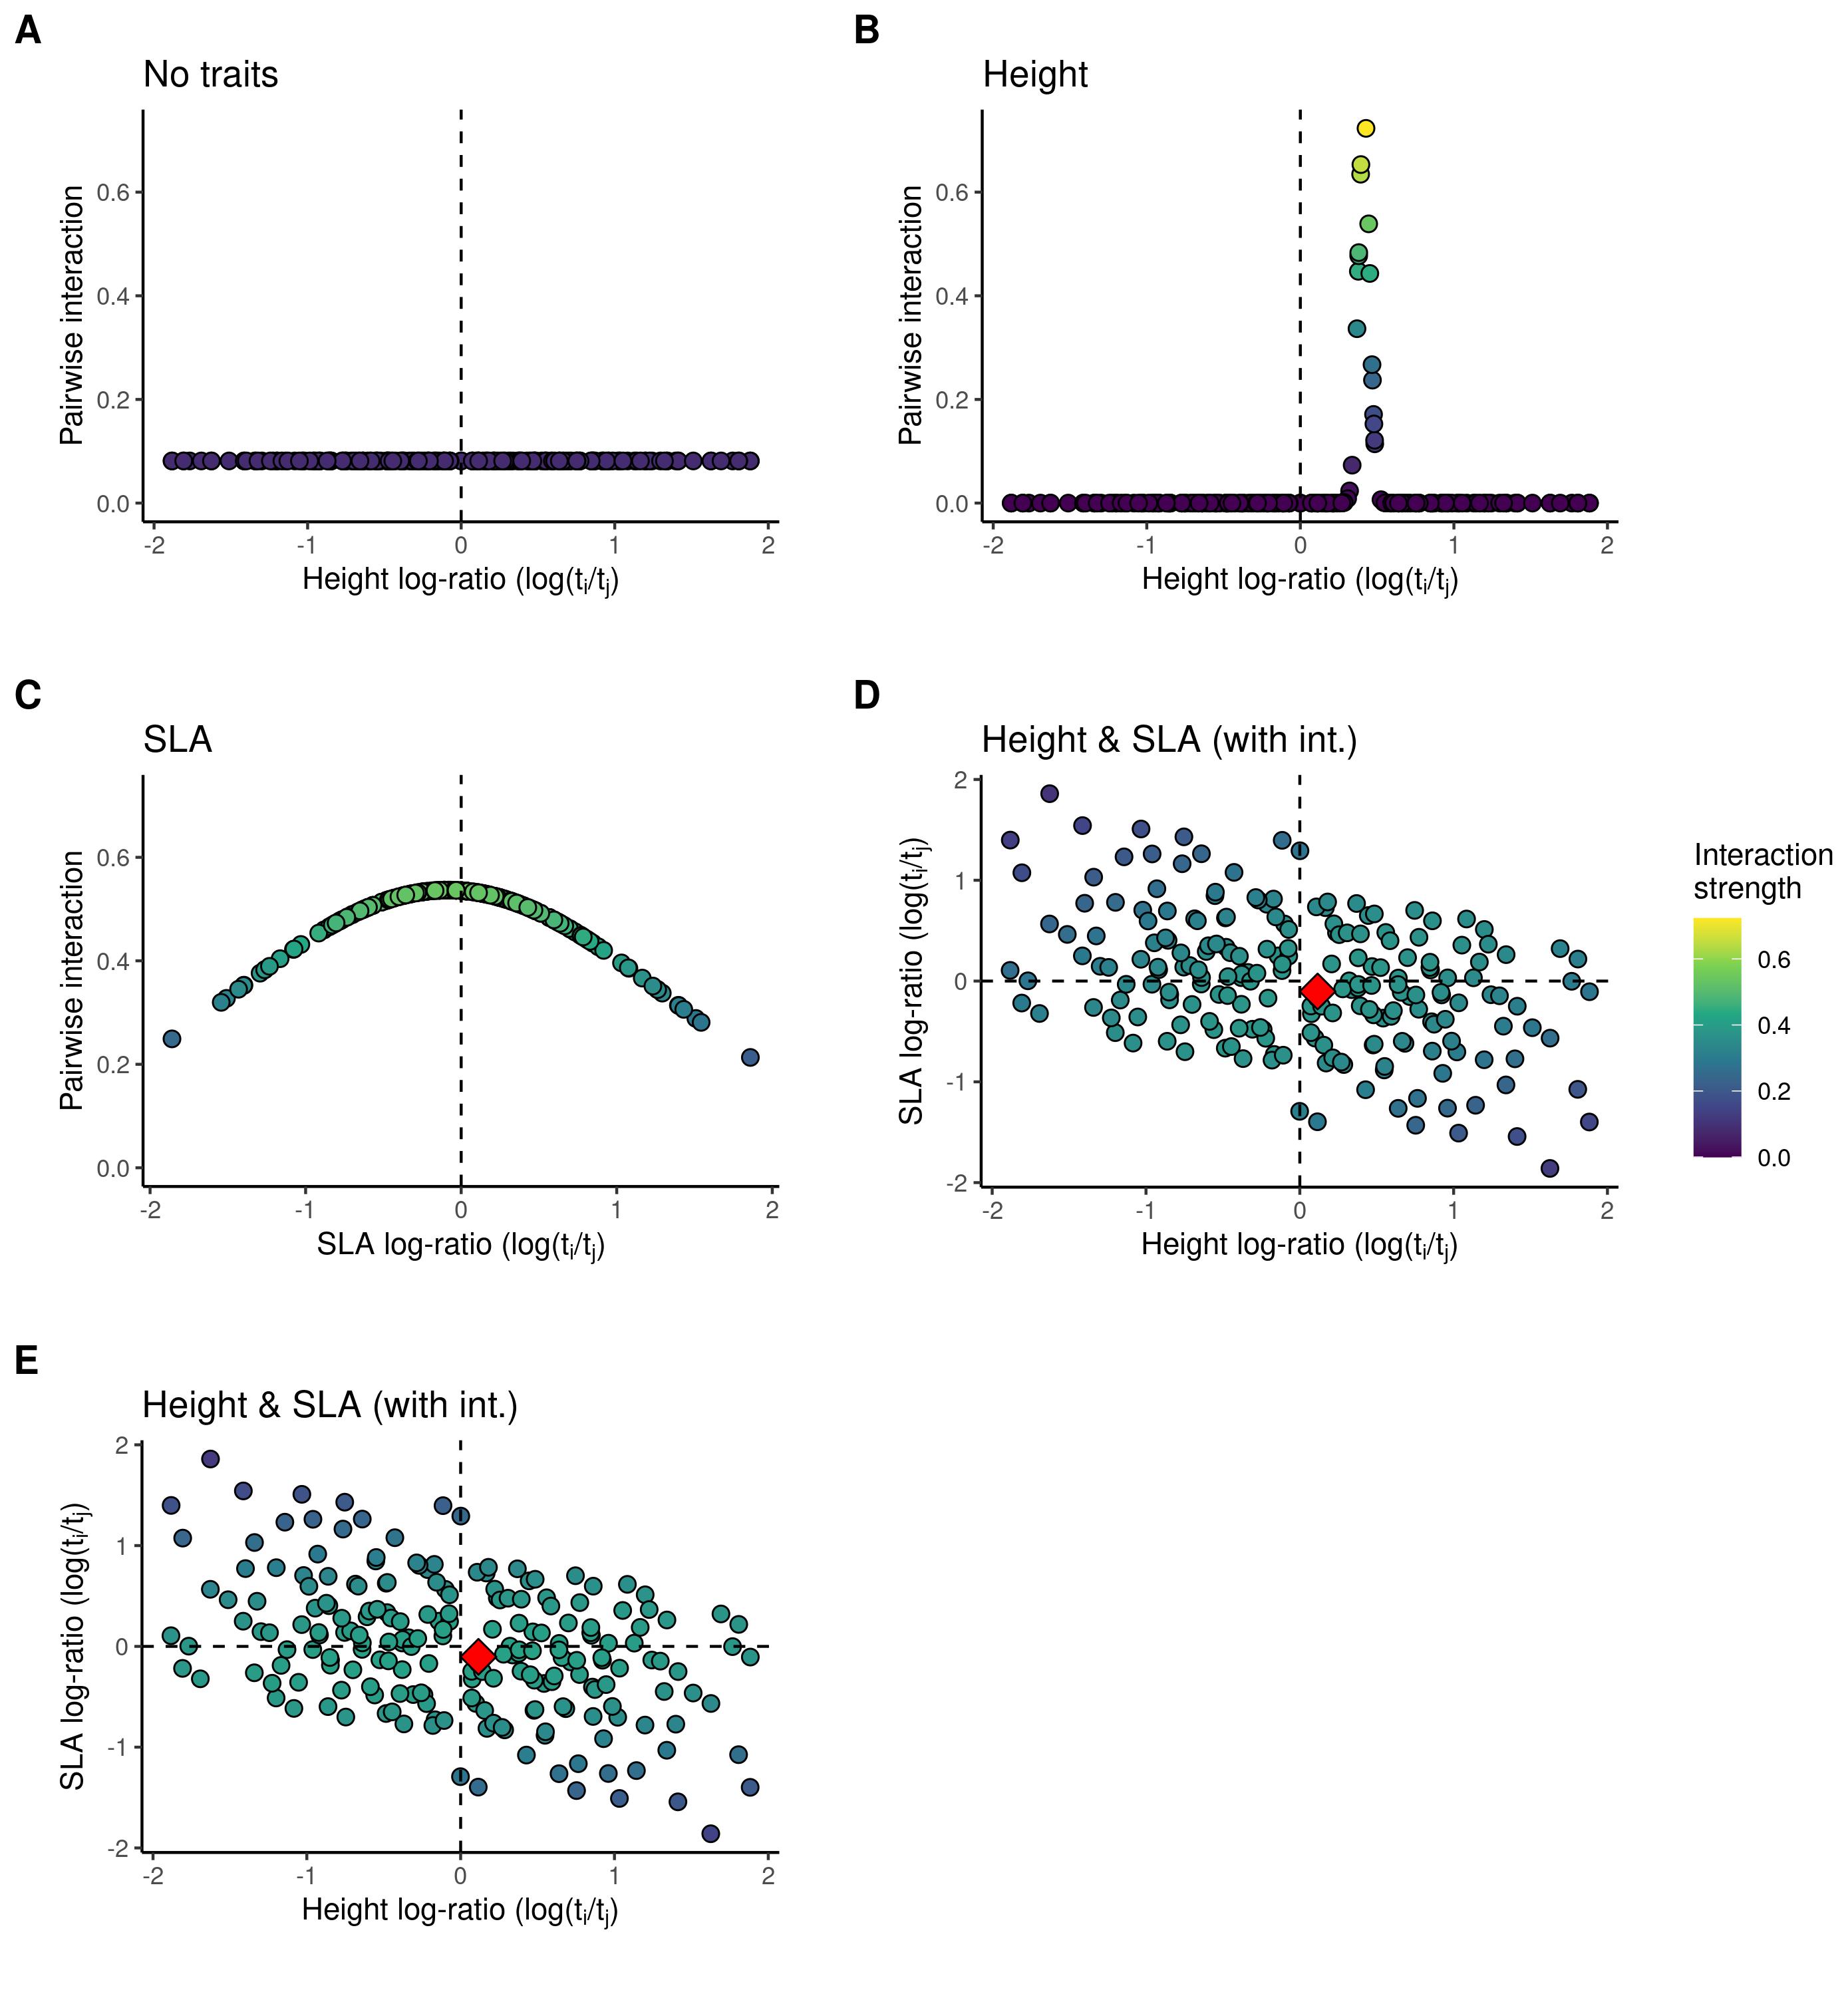 A
No traits
Pairwise interaction
0.6
0.4
0.2
0.0
-2 -1 0 1 2
Height log-ratio (log(ti/tj)
B
Height
Pairwise interaction
0.6
0.4
0.2
0.0
-2 -1 0 1 2
Height log-ratio (log(ti/tj)
C
SLA
Pairwise interaction
0.6
0.4
0.2
0.0
-2 -1 0 1 2
SLA log-ratio (log(ti/tj)
D
Height & SLA (with int.)
SLA log-ratio (log(ti/tj)
2
1
0
-1
-2
-2 -1 0 1 2
Height log-ratio (log(ti/tj)
Interaction
strength
0.6
0.4
0.2
0.0
E
Height & SLA (with int.)
SLA log-ratio (log(ti/tj)
2
1
0
-1
-2
-2 -1 0 1 2
Height log-ratio (log(ti/tj)